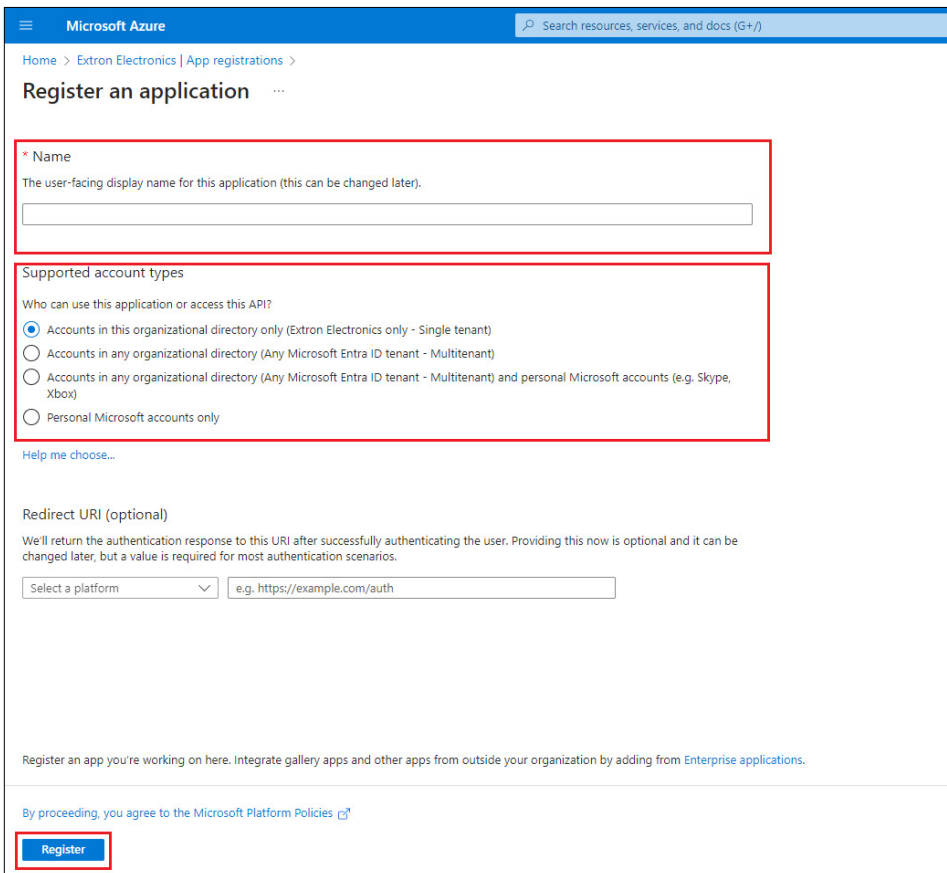 Microsoft Azure
Search resources, services, and docs (G+/)
Home > Extron Electronics | App registrations >
Register an application ...
* Name
The user-facing display name for this application (this can be changed later).
Supported account types
Who can use this application or access this API?
Accounts in this organizational directory only (Extron Electronics only - Single tenant)
Accounts in any organizational directory (Any Microsoft Entra ID tenant - Multitenant)
Accounts in any organizational directory (Any Microsoft Entra ID tenant - Multitenant) and personal Microsoft accounts (e.g. Skype,
Xbox)
Personal Microsoft accounts only
Help me choose...
Redirect URI (optional)
We'll return the authentication response to this URI after successfully authenticating the user. Providing this now is optional and it can be
changed later, but a value is required for most authentication scenarios.
Select a platform
e.g. https://example.com/auth
Register an app you're working on here. Integrate gallery apps and other apps from outside your organization by adding from Enterprise applications.
By proceeding, you agree to the Microsoft Platform Policies
Register